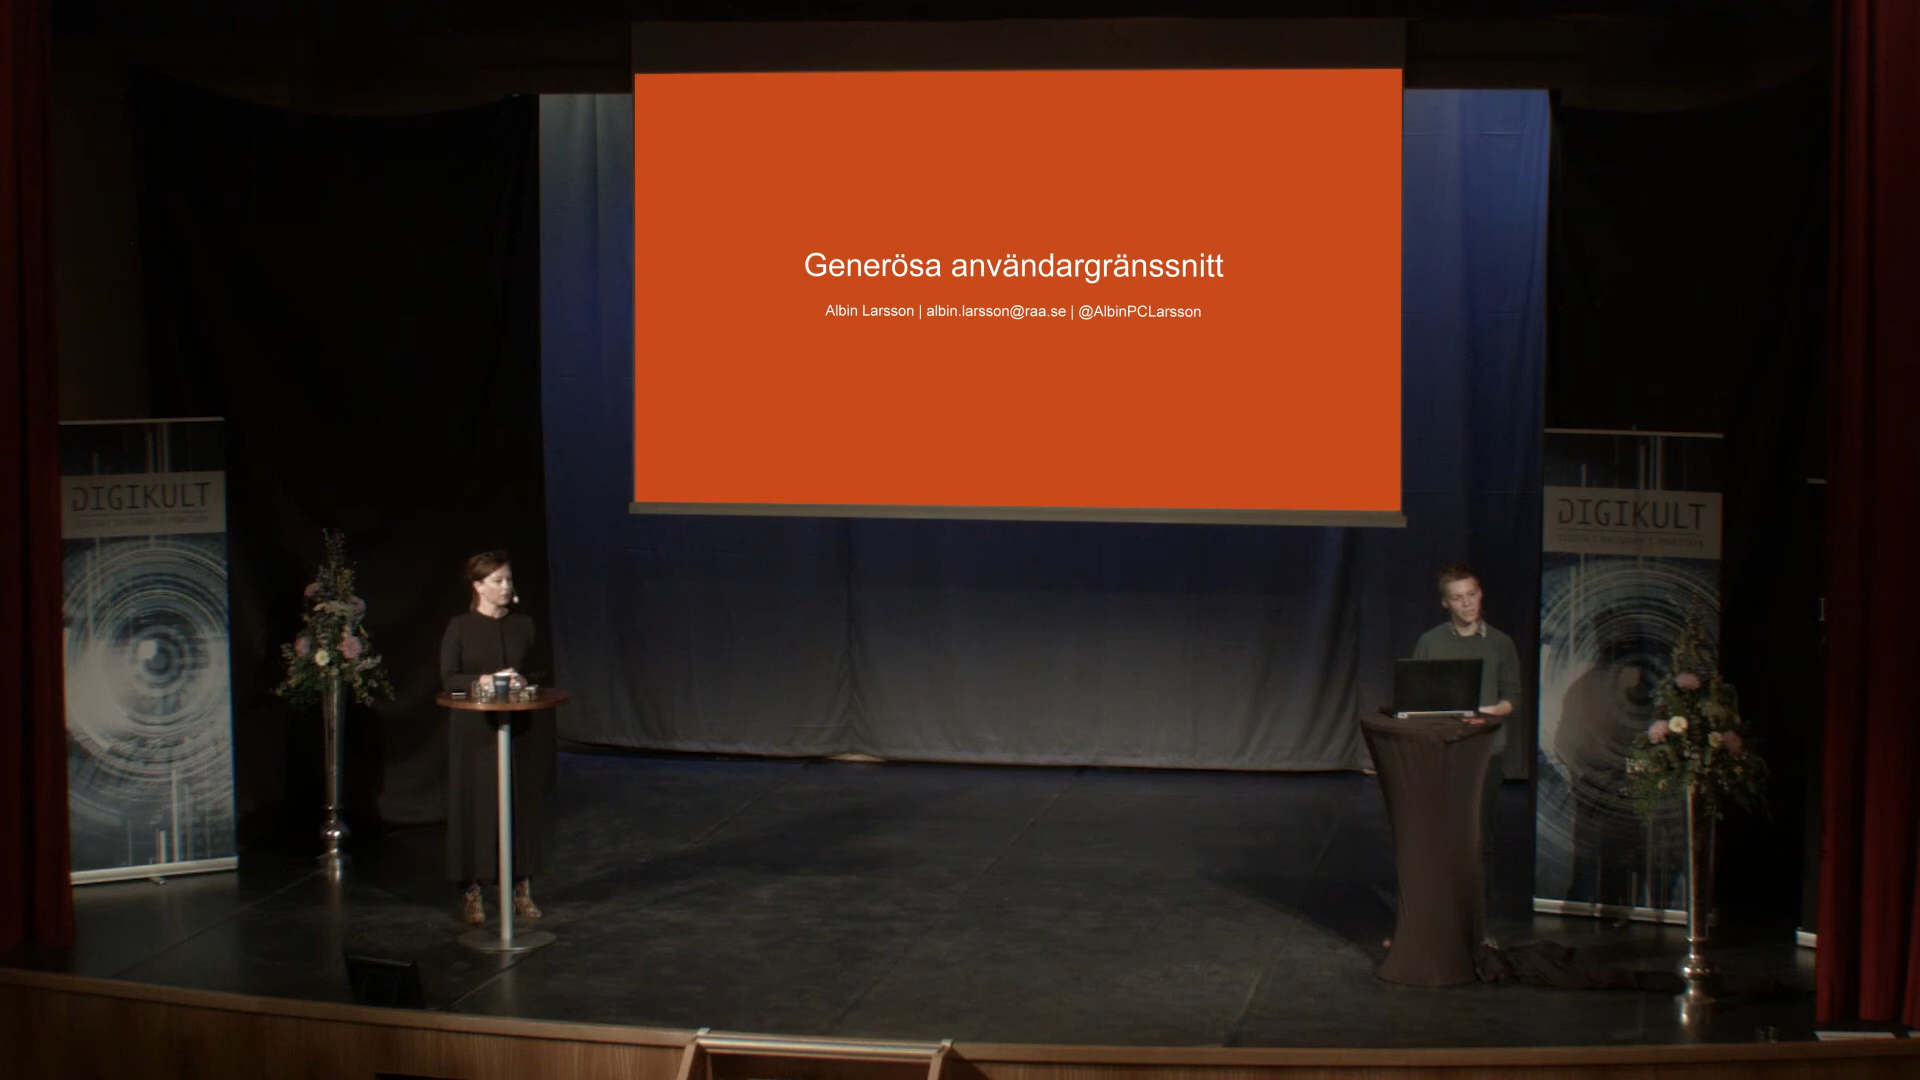 Generösa användargränssnitt
Albin Larsson | albin.larsson@raa.se | @AlbinPCLarsson
DIGIKULT
DIGIKULT